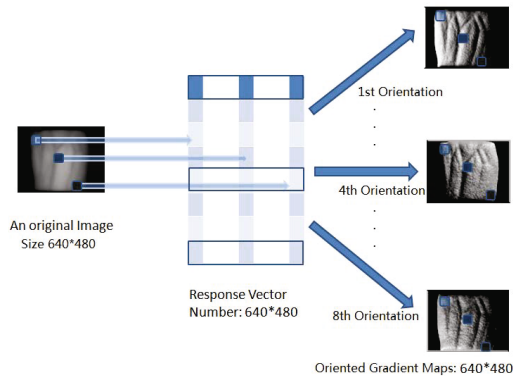 1st Orientation
.
.
.
4th Orientation
.
.
.
An original Image
Size 640*480
Response Vector
Number: 640*480
8th Orientation
Oriented Gradient Maps: 640*480